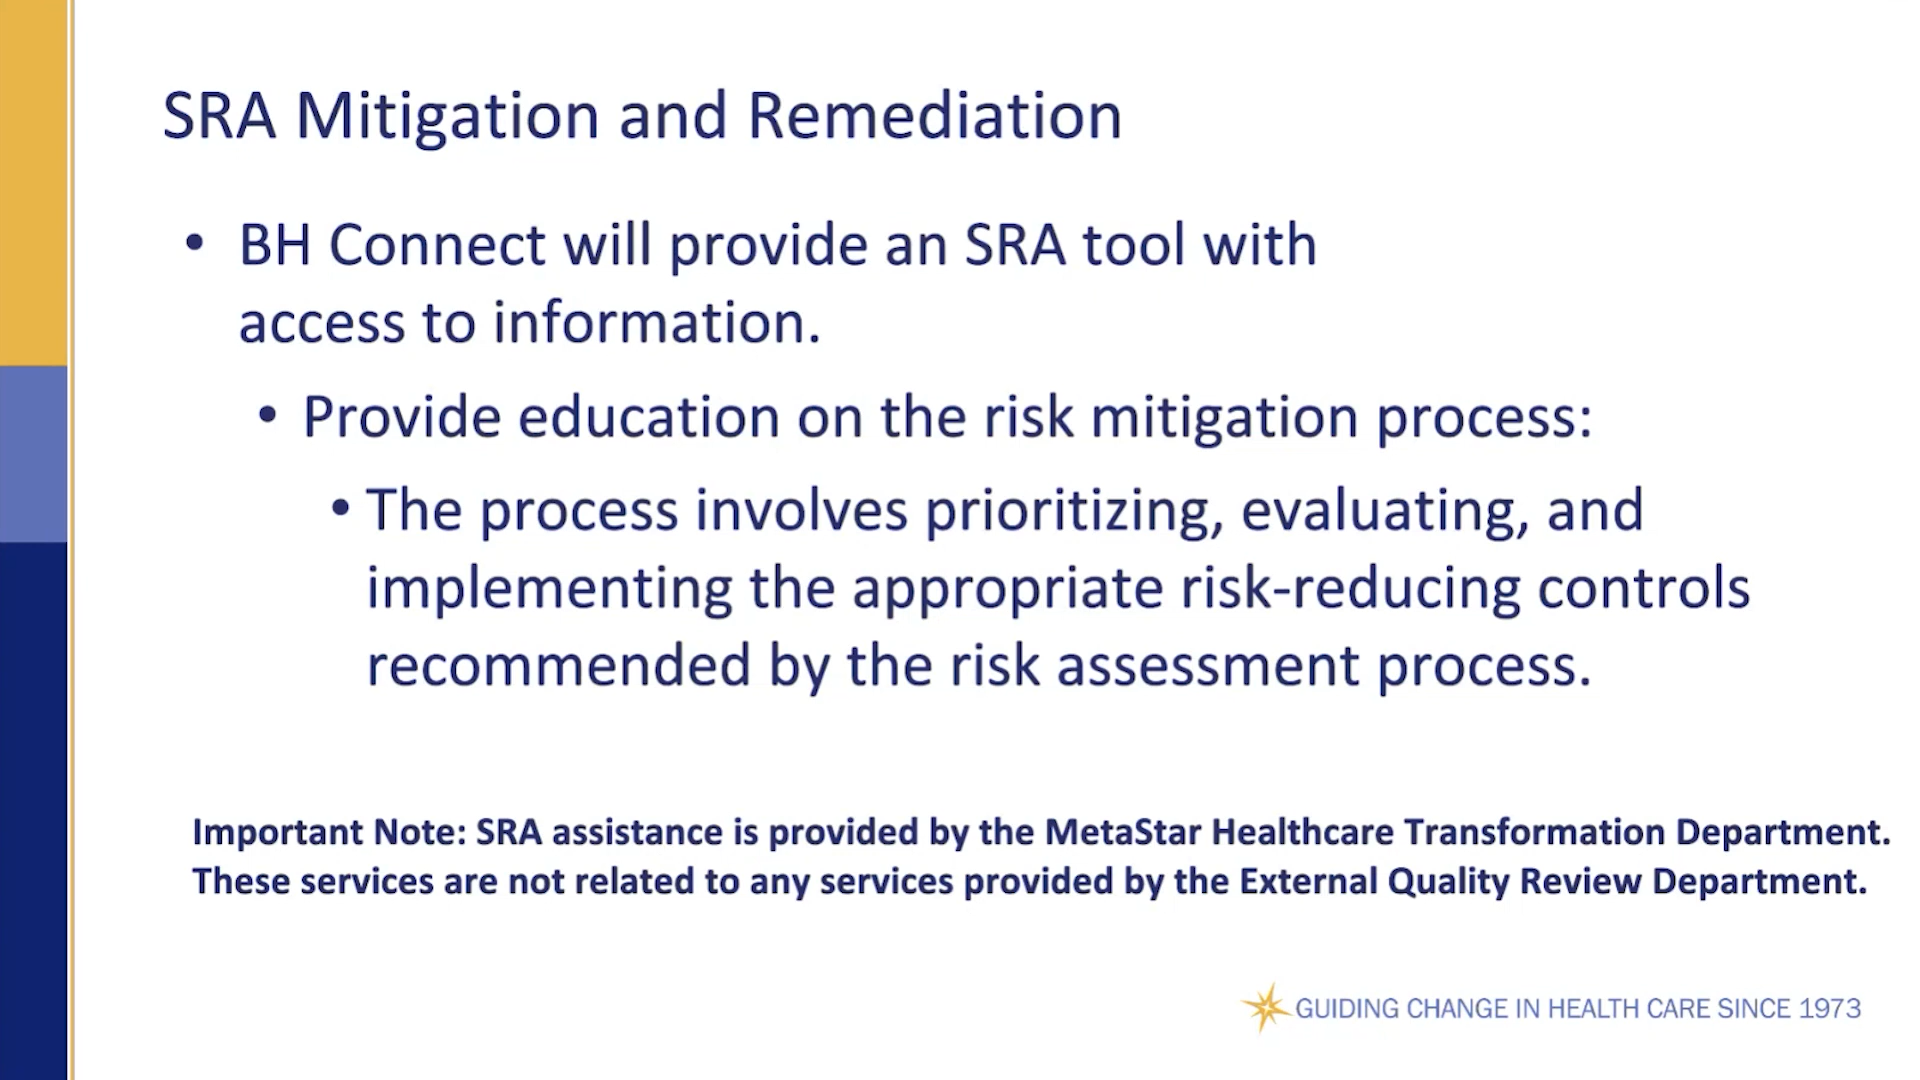 SRA Mitigation and Remediation
• BH Connect will provide an SRA tool with
access to information.
• Provide education on the risk mitigation process:
• The process involves prioritizing, evaluating, and
implementing the appropriate risk-reducing controls
recommended by the risk assessment process.
Important Note: SRA assistance is provided by the MetaStar Healthcare Transformation Department.
These services are not related to any services provided by the External Quality Review Department.
GUIDING CHANGE IN HEALTH CARE SINCE 1973